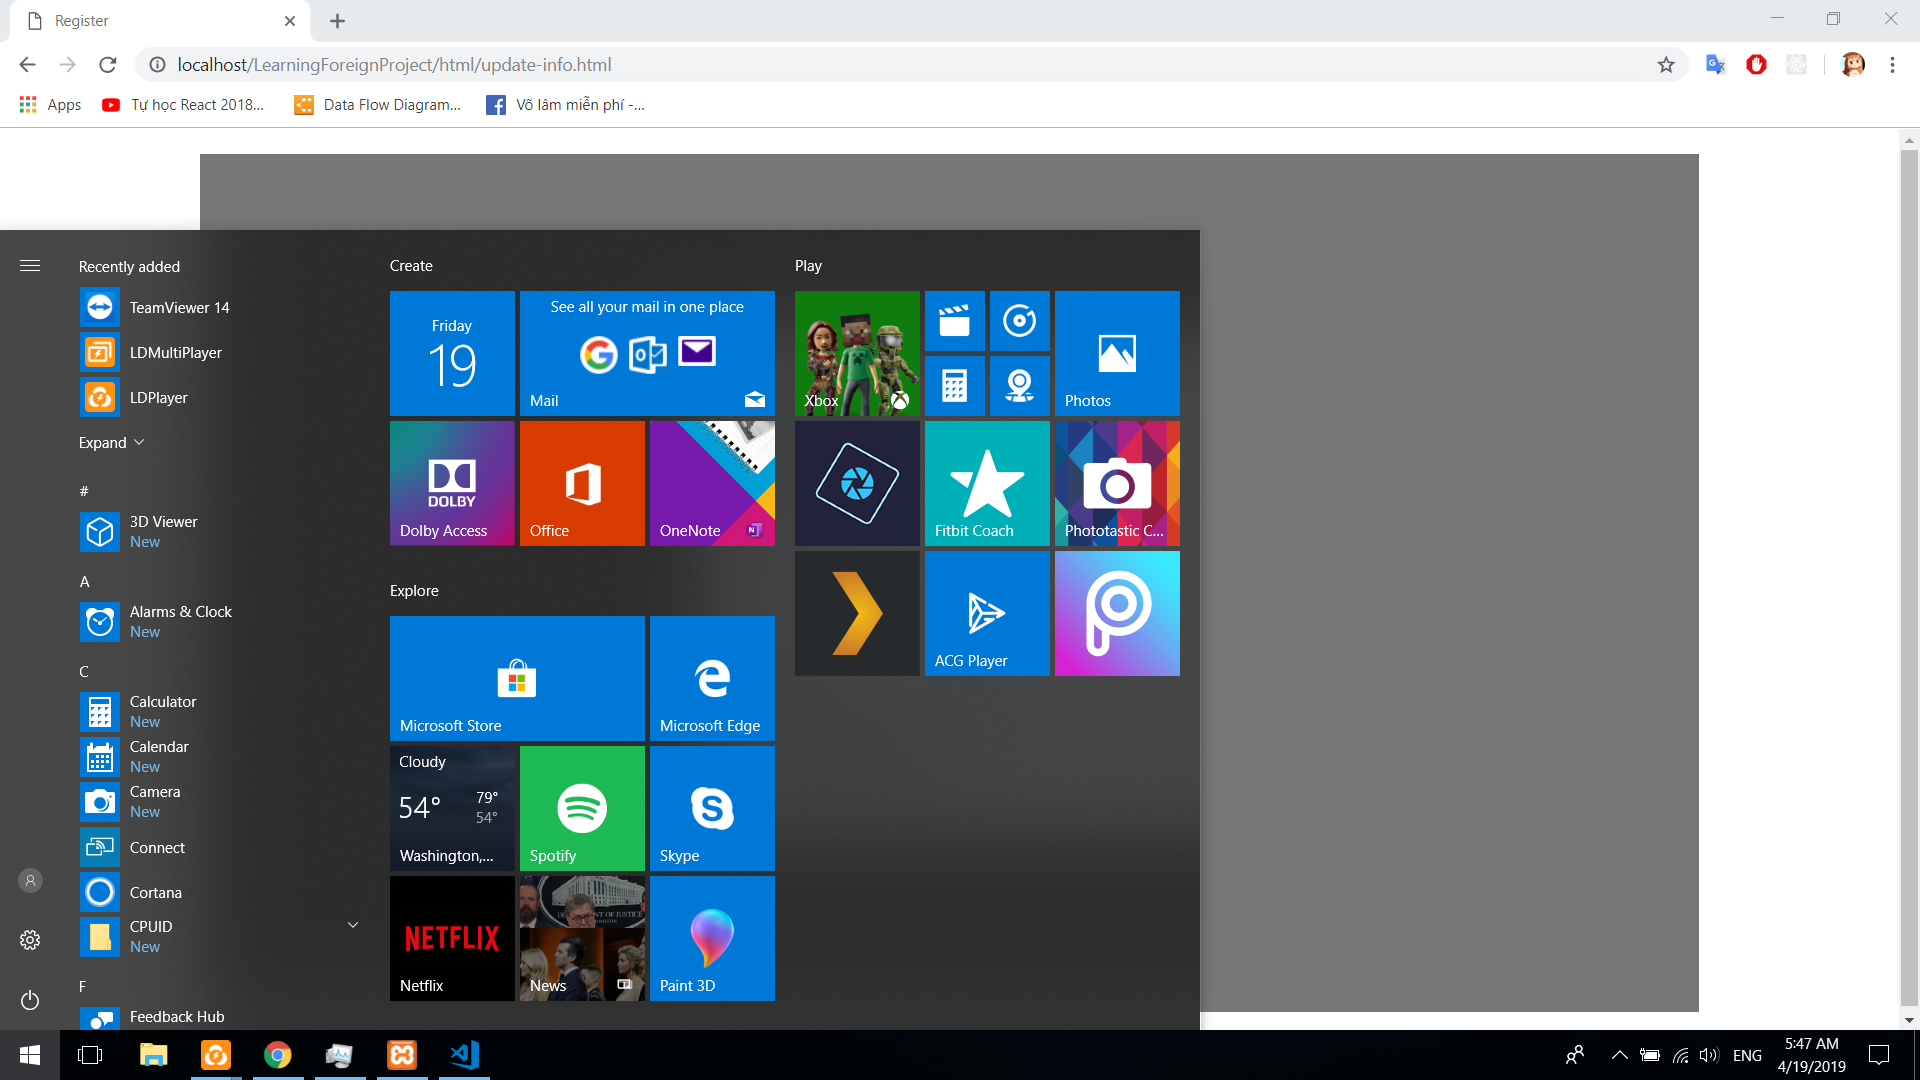 Register
localhost/LearningForeignProject/html/update-info.html
Apps
Tự học React 2018...
Data Flow Diagram...
Võ lâm miễn phí -...
Recently added
TeamViewer 14
LDMultiPlayer
LDPlayer
Expand
#
3D Viewer
New
A
Alarms & Clock
New
C
Calculator
New
Calendar
New
Camera
New
Connect
Cortana
CPUID
New
F
Feedback Hub
Create
Friday
19
See all your mail in one place
Mail
DOLBY
Dolby Access
Office
OneNote
Explore
Microsoft Store
Microsoft Edge
Cloudy
54°
79°
54°
Washington,...
Spotify
Skype
NETFLIX
Netflix
News
Paint 3D
Play
Xbox
Photos
Fitbit Coach
Phototastic C...
ACG Player
ENG
5:47 AM
4/19/2019